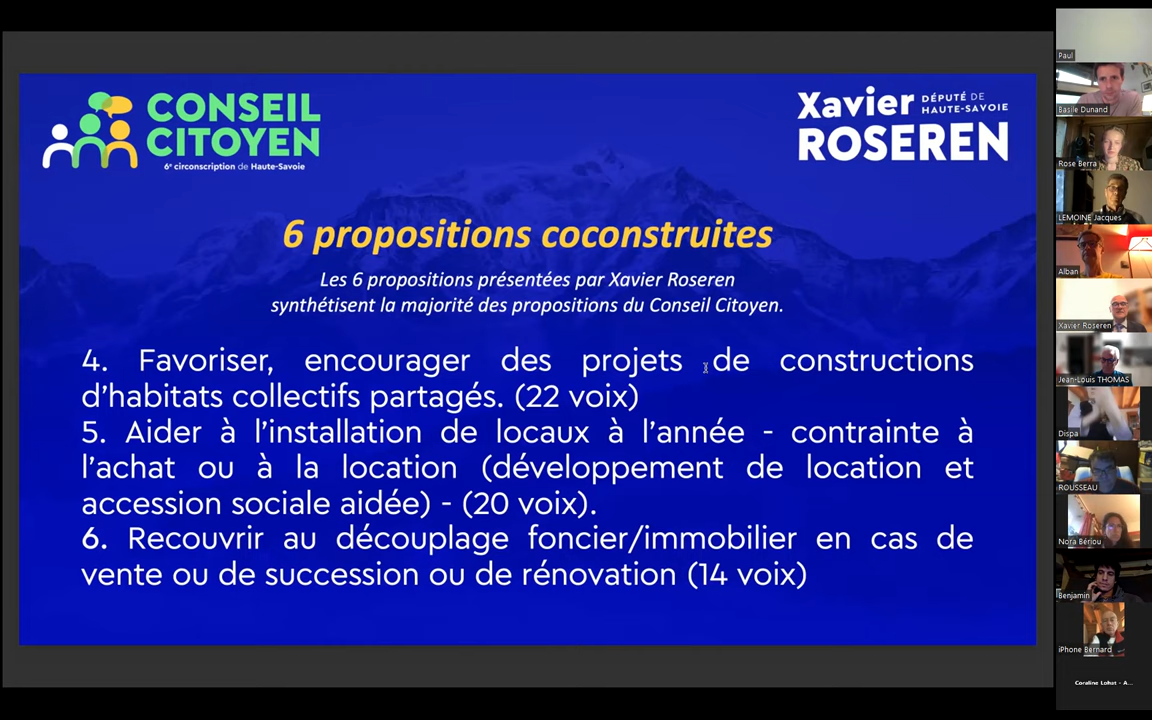 CONSEIL
CITOYEN
6e circonscription de Haute-Savoie
Xavier DÉPUTÉ DE
HAUTE-SAVOIE
ROSEREN
6 propositions coconstruites
Les 6 propositions présentées par Xavier Roseren
synthétisent la majorité des propositions du Conseil Citoyen.
4. Favoriser, encourager des projets de constructions
d'habitats collectifs partagés. (22 voix)
5. Aider à l'installation de locaux à l'année - contrainte à
l'achat ou à la location (développement de location et
accession sociale aidée) - (20 voix).
6. Recouvrir au découplage foncier/immobilier en cas de
vente ou de succession ou de rénovation (14 voix)
Paul
Basile Dunand
Rose Berra
LEMOINE Jacques
Alban
Xavier Roseren
Jean-Louis THOMAS
Dispa
ROUSSEAU
Nora Bériou
Benjamin
iPhone Bernard
Coraline Lohat - A...